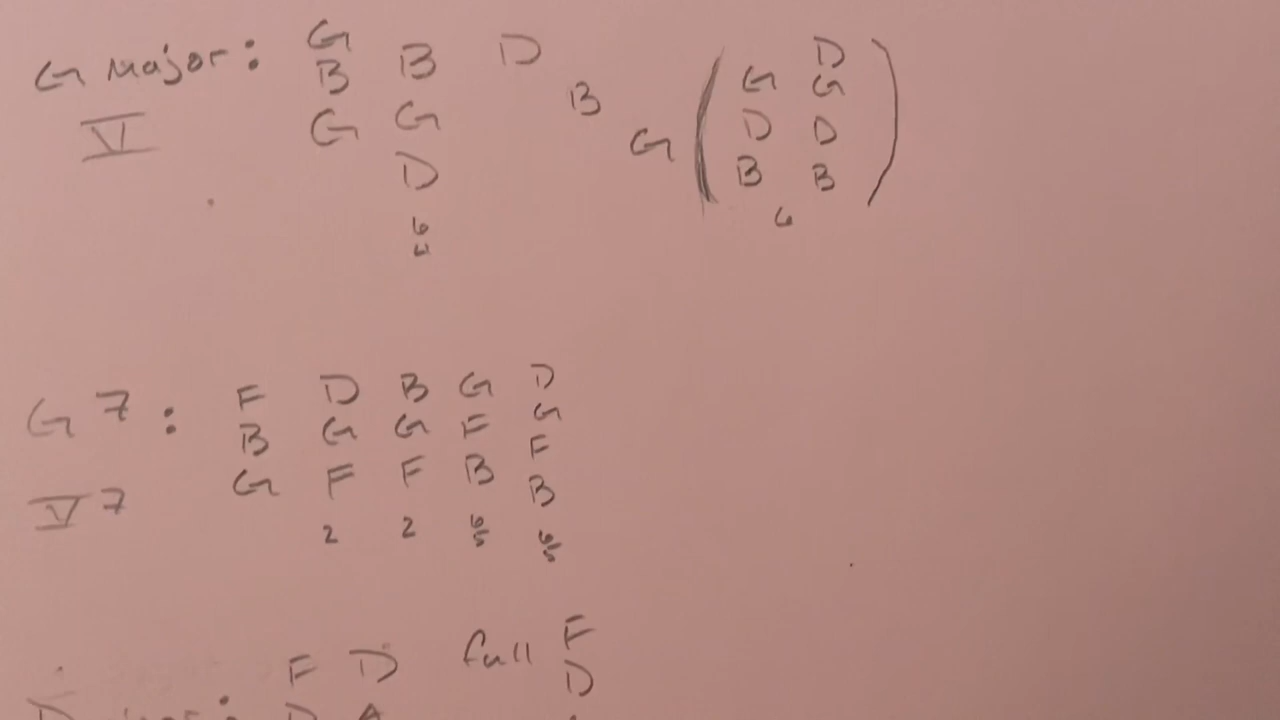 G Major: G B D ( G D )
B B G G
V G G D D
D B B
6 6
4
G7: F D B G D
B G G F G
G F F B F
V7 B
2 2 6 6
5 5
F D full F
D A D